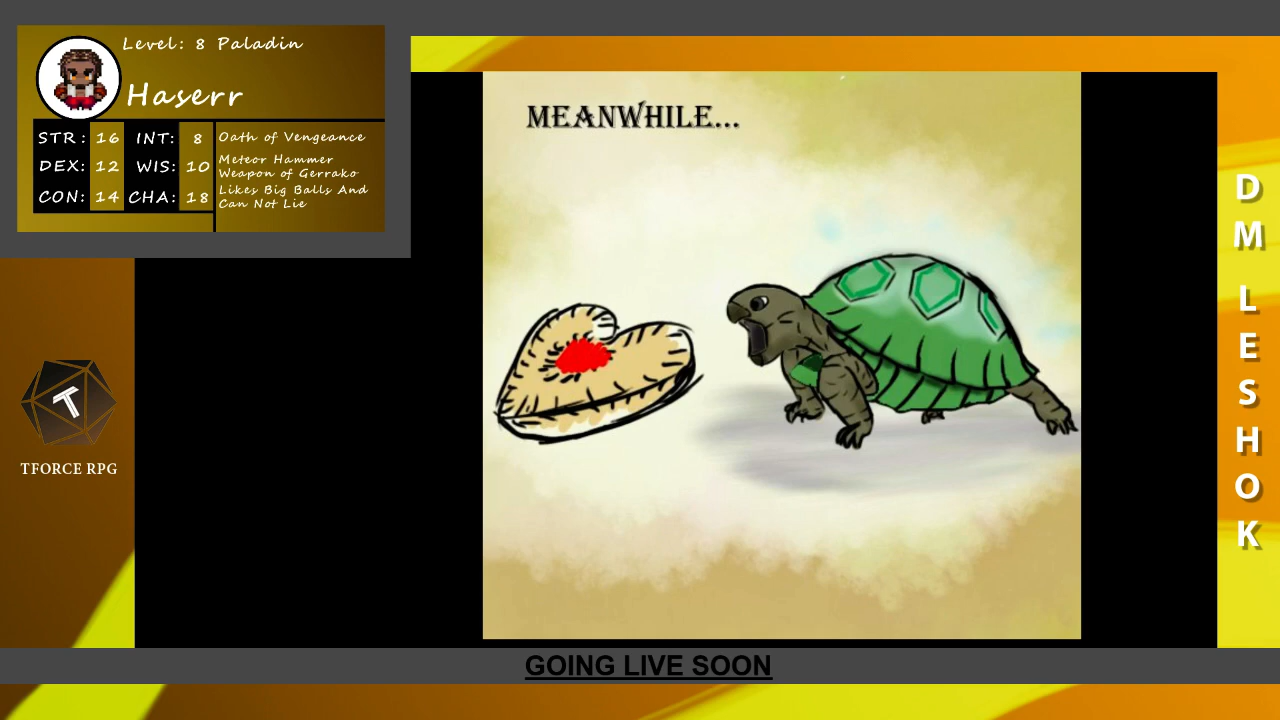 Level: 8 Paladin
Haserr
STR: 16 INT: 8
DEX: 12 WIS: 10
CON: 14 CHA: 18
Oath of Vengeance
Meteor Hammer
Weapon of Gerrako
Likes Big Balls And
Can Not Lie
MEANWHILE...
DM LESHOK
T
TFORCE RPG
GOING LIVE SOON